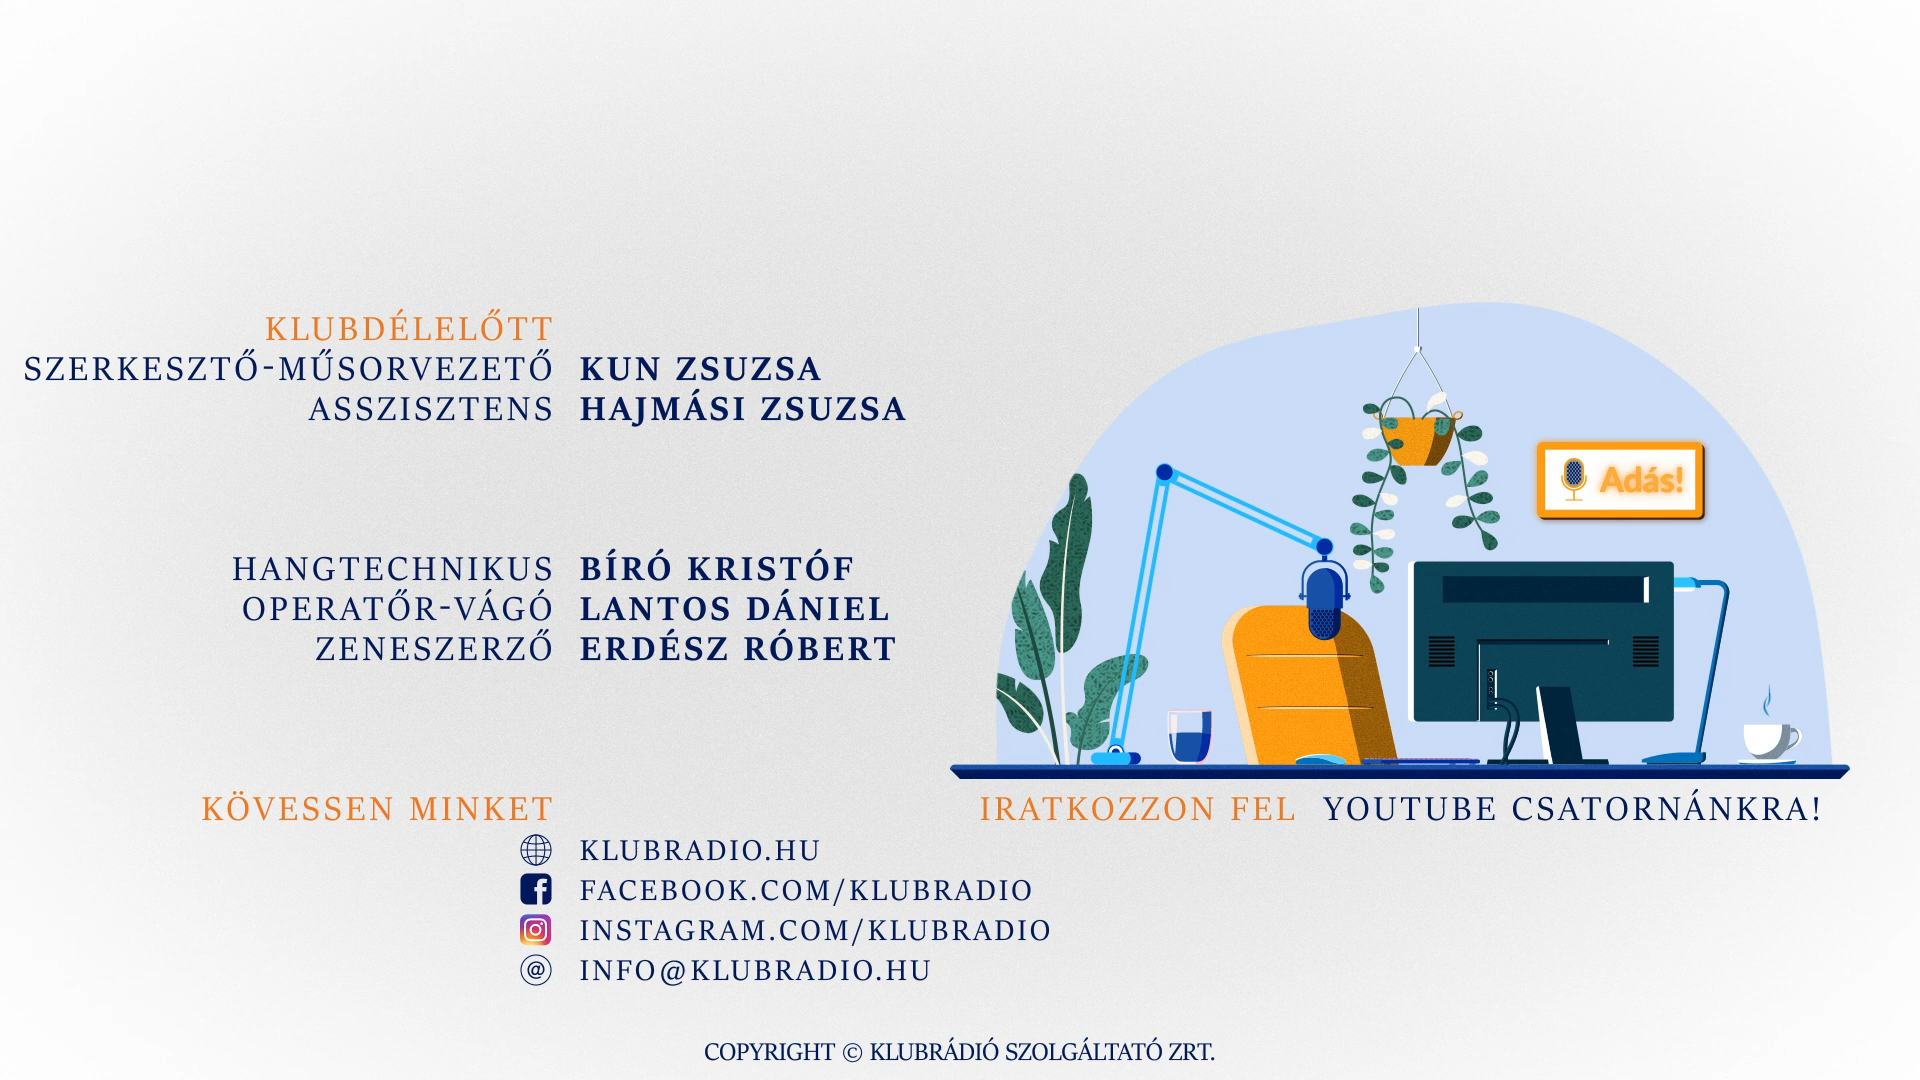 KLUBDÉLELŐTT
SZERKESZTŐ-MŰSORVEZETŐ KUN ZSUZSA
ASSZISZTENS HAJMÁSI ZSUZSA
HANGTECHNIKUS BÍRÓ KRISTÓF
OPERATŐR-VÁGÓ LANTOS DÁNIEL
ZENESZERZŐ ERDÉSZ RÓBERT
Adás!
KÖVESSEN MINKET
KLUBRADIO.HU
FACEBOOK.COM/KLUBRADIO
INSTAGRAM.COM/KLUBRADIO
INFO@KLUBRADIO.HU
IRATKOZZON FEL YOUTUBE CSATORNÁNKRA!
COPYRIGHT © KLUBRÁDIÓ SZOLGÁLTATÓ ZRT.